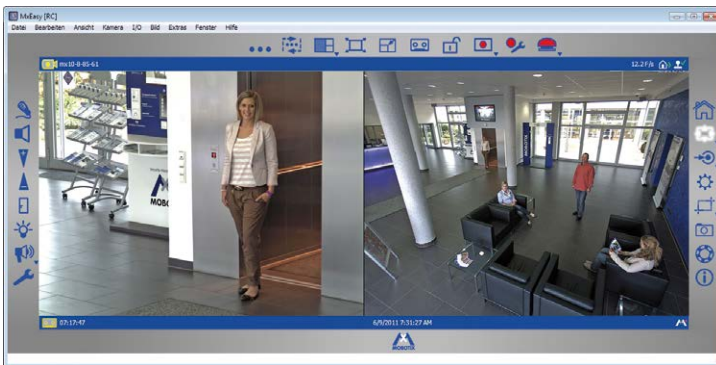 MxEasy [RC]
Datei Bearbeiten Ansicht Kamera I/O Bild Extras Fenster Hilfe
mx10-8-85-61
12.2 F/s
MOBOTIX
07:17:47
6/9/2011 7:31:27 AM
MOBOTIX